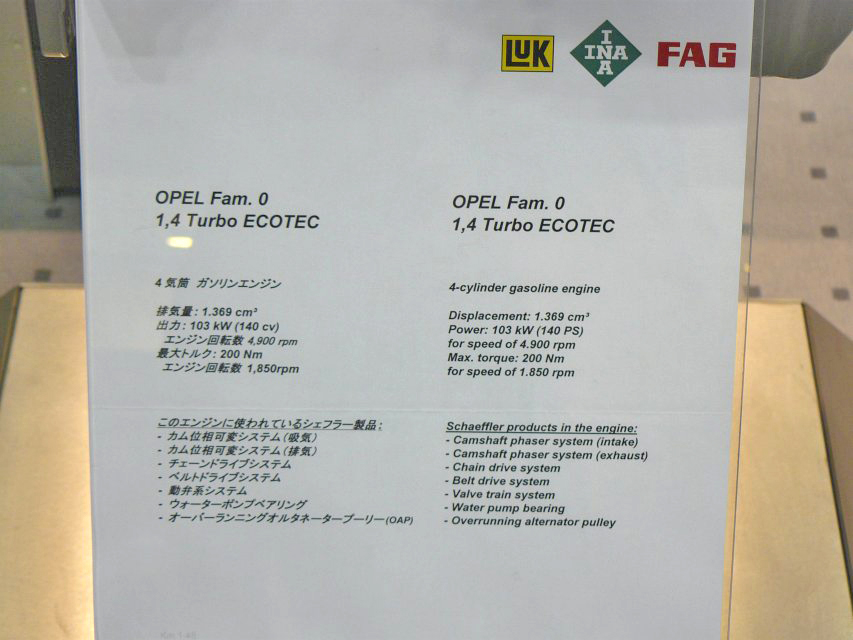 LUK
INA
INA
FAG
OPEL Fam. 0
1,4 Turbo ECOTEC
4気筒 ガソリンエンジン
排気量: 1.369 cm³
出力: 103 kW (140 cv)
エンジン回転数 4,900 rpm
最大トルク: 200 Nm
エンジン回転数 1,850rpm
このエンジンに使われているシェフラー製品:
- カム位相可変システム(吸気)
- カム位相可変システム(排気)
- チェーンドライブシステム
- ベルトドライブシステム
- 動弁系システム
- ウォーターポンプベアリング
- オーバーランニングオルタネータープーリー(OAP)
OPEL Fam. 0
1,4 Turbo ECOTEC
4-cylinder gasoline engine
Displacement: 1.369 cm³
Power: 103 kW (140 PS)
for speed of 4.900 rpm
Max. torque: 200 Nm
for speed of 1.850 rpm
Schaeffler products in the engine:
- Camshaft phaser system (intake)
- Camshaft phaser system (exhaust)
- Chain drive system
- Belt drive system
- Valve train system
- Water pump bearing
- Overrunning alternator pulley